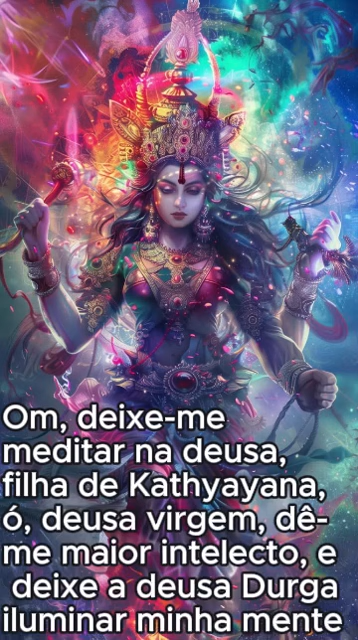 Om, deixe-me
meditar na deusa,
filha de Kathyayana,
ó, deusa virgem, dê-
me maior intelecto, e
deixe a deusa Durga
iluminar minha mente